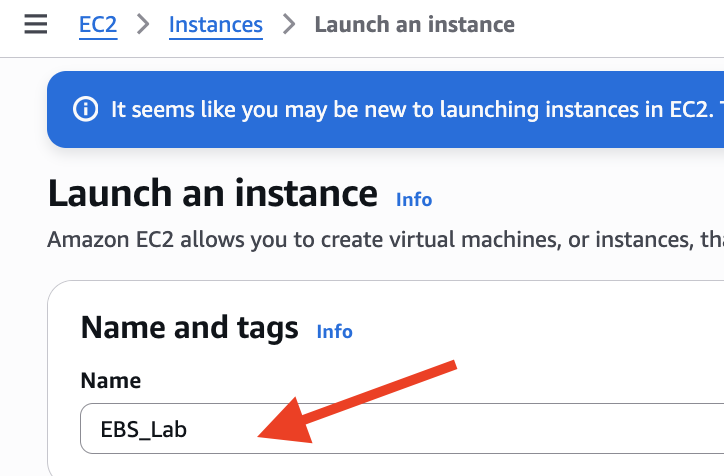 EC2 > Instances > Launch an instance
It seems like you may be new to launching instances in EC2.
Launch an instance Info
Amazon EC2 allows you to create virtual machines, or instances,
Name and tags Info
Name
EBS_Lab